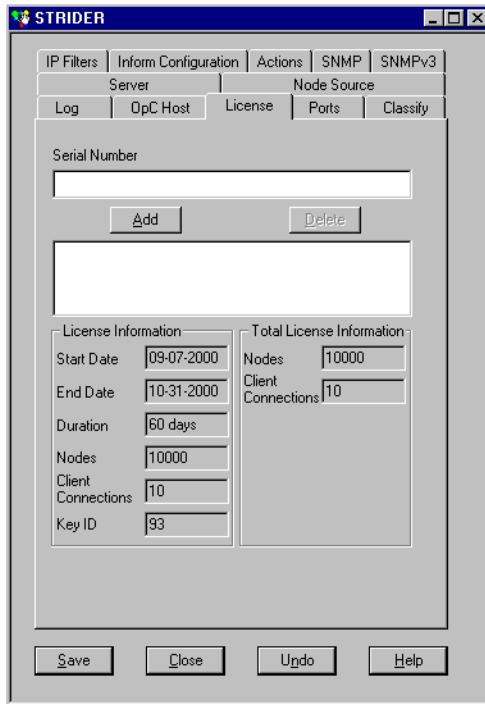 STRIDER
IP Filters Inform Configuration Actions SNMP SNMPv3
Server Node Source
Log OpC Host License Ports Classify
Serial Number
Add Delete
License Information
Start Date 09-07-2000
End Date 10-31-2000
Duration 60 days
Nodes 10000
Client
Connections 10
Key ID 93
Total License Information
Nodes 10000
Client
Connections 10
Save Close Undo Help